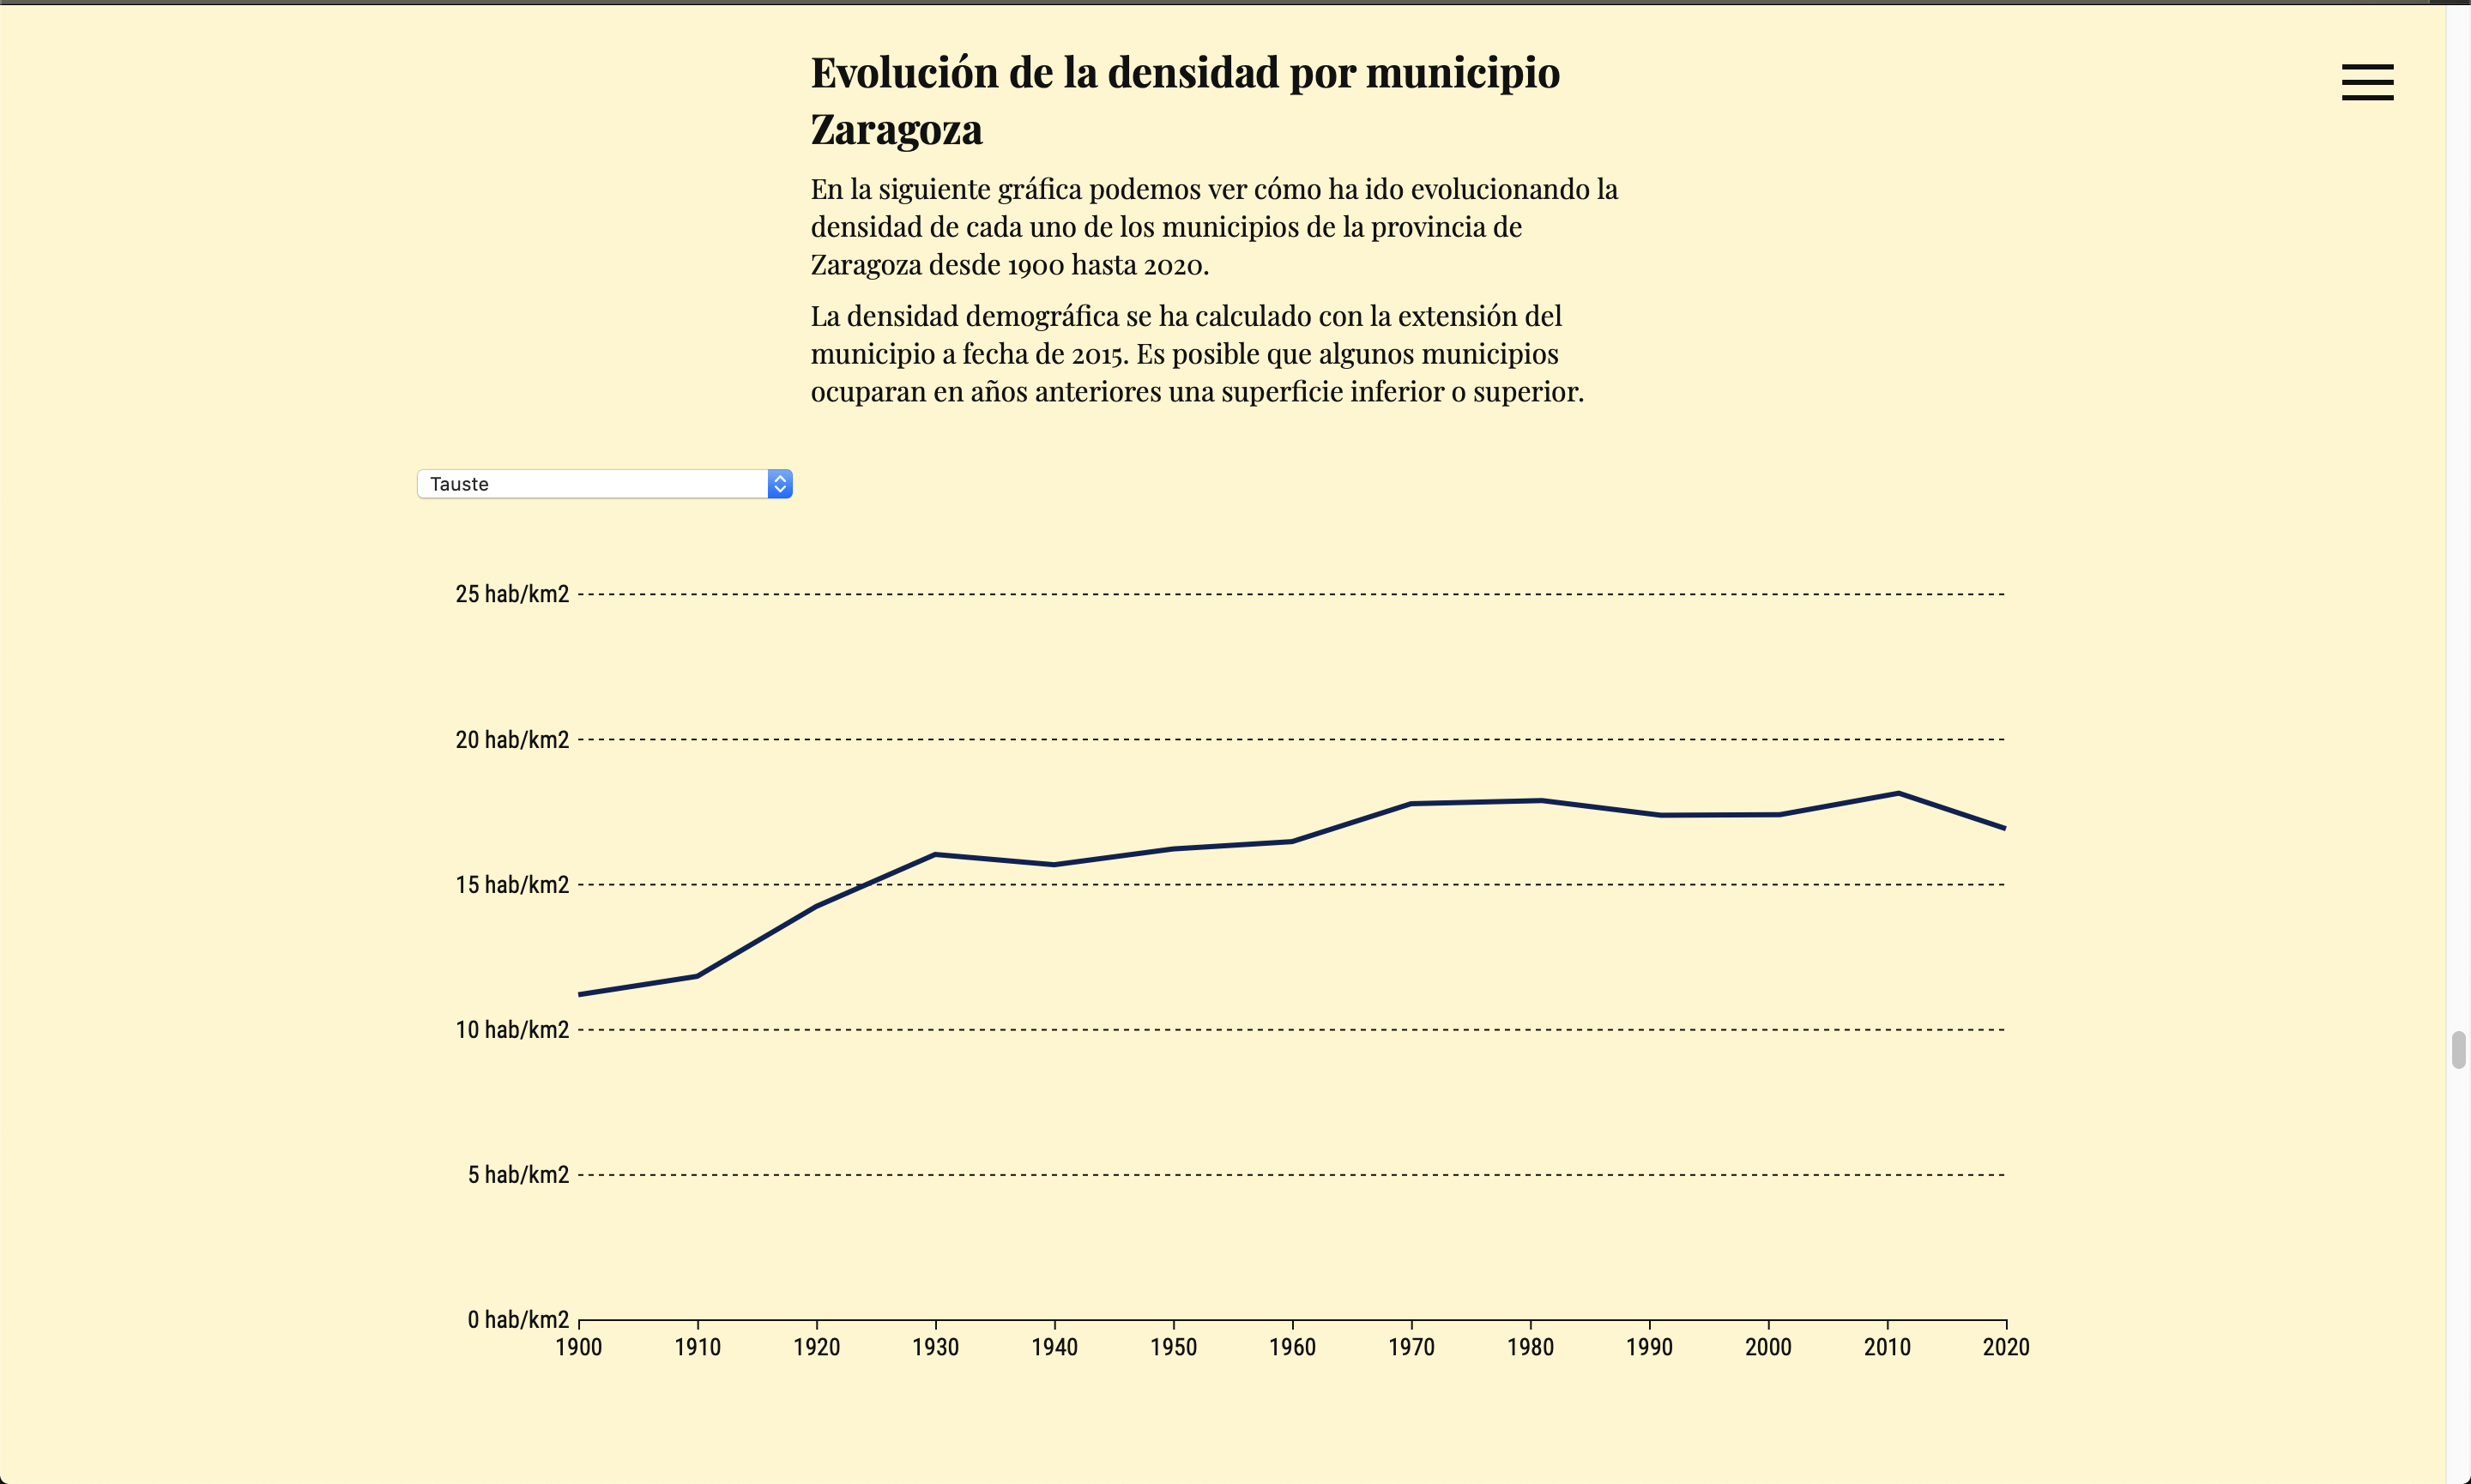 Evolución de la densidad por municipio
Zaragoza
En la siguiente gráfica podemos ver cómo ha ido evolucionando la
densidad de cada uno de los municipios de la provincia de
Zaragoza desde 1900 hasta 2020.
La densidad demográfica se ha calculado con la extensión del
municipio a fecha de 2015. Es posible que algunos municipios
ocuparan en años anteriores una superficie inferior o superior.
Tauste
25 hab/km2
20 hab/km2
15 hab/km2
10 hab/km2
5 hab/km2
0 hab/km2
1900 1910 1920 1930 1940 1950 1960 1970 1980 1990 2000 2010 2020